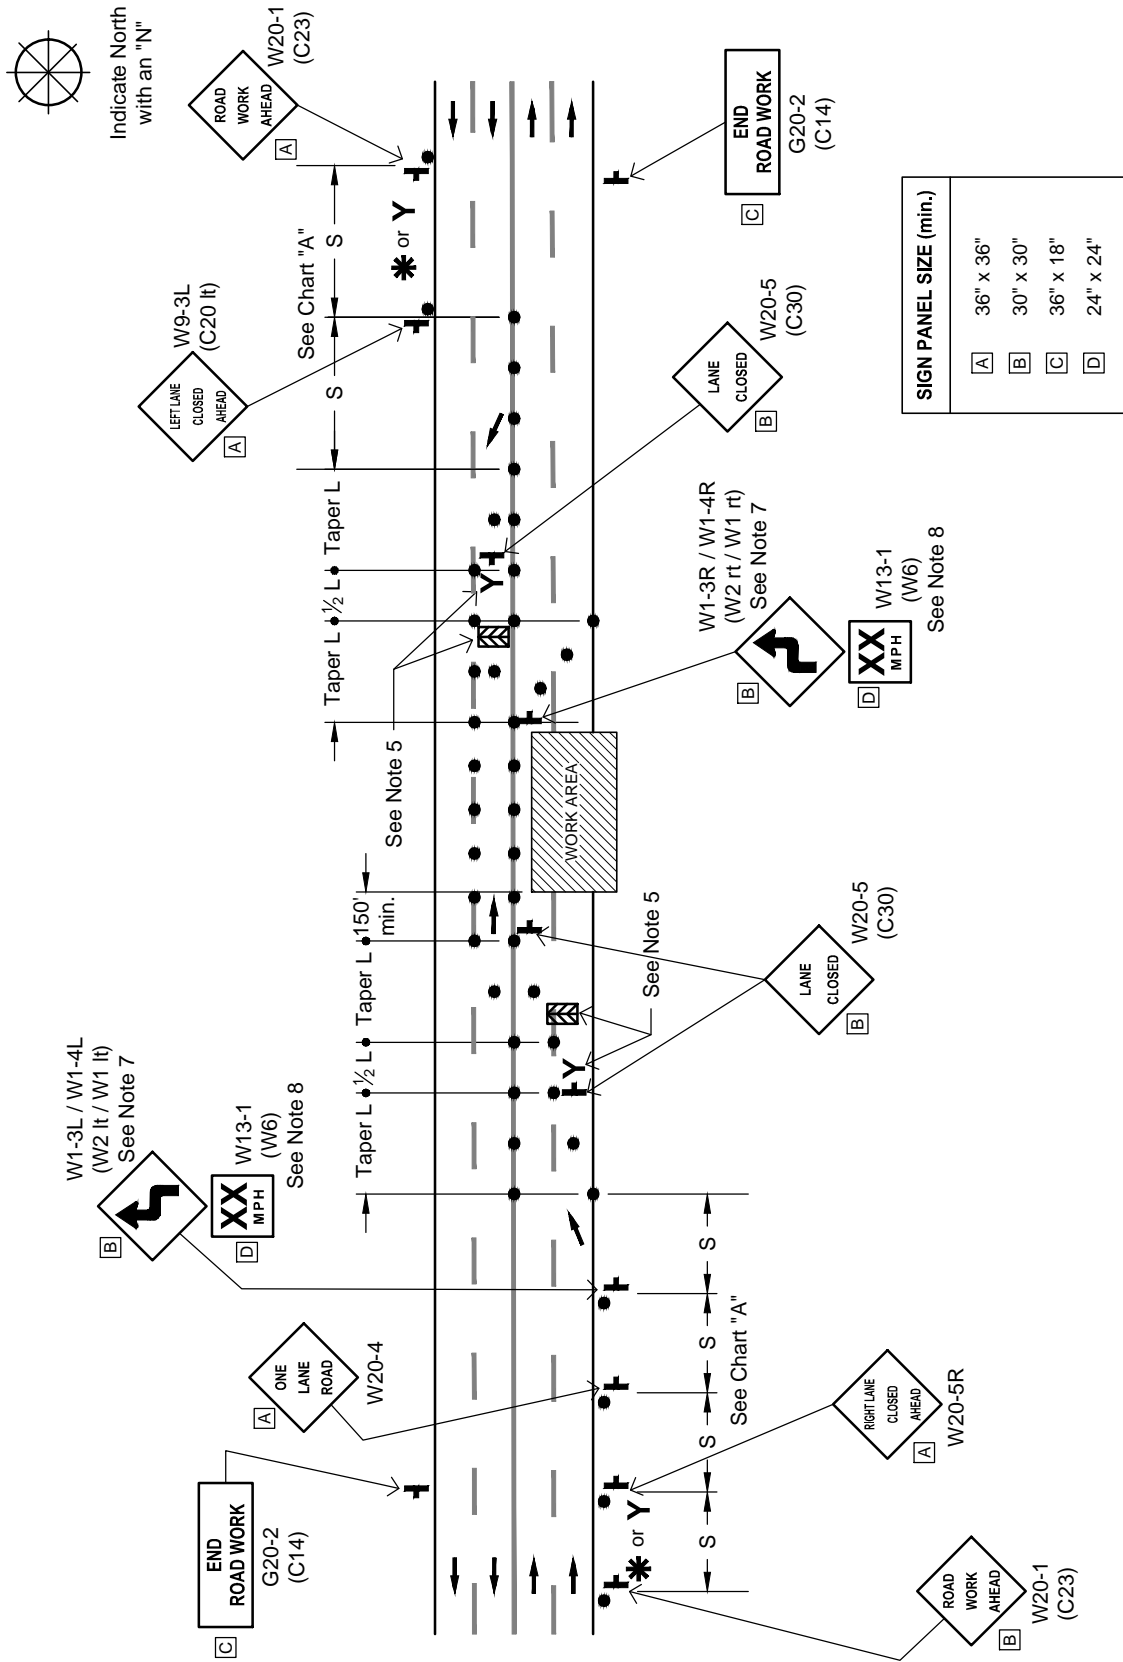 Indicate North
with an "N"
ROAD
WORK
AHEAD
A
W20-1
(C23)
LEFT LANE
CLOSED
AHEAD
A
W9-3L
(C20 lt)
S
S
See Chart "A"
or Y
END
ROAD WORK
C
G20-2
(C14)
Taper L
½ L
Taper L
LANE
CLOSED
B
W20-5
(C30)
Y
See Note 5
W1-3R / W1-4R
(W2 rt / W1 rt)
See Note 7
B
XX
MPH
D
W13-1
(W6)
See Note 8
SIGN PANEL SIZE (min.)
A 36" x 36"
B 30" x 30"
C 36" x 18"
D 24" x 24"
WORK AREA
150'
min.
Taper L
½ L
Taper L
See Note 5
Y
LANE
CLOSED
B
W20-5
(C30)
W1-3L / W1-4L
(W2 lt / W1 lt)
See Note 7
B
XX
MPH
D
W13-1
(W6)
See Note 8
ONE
LANE
ROAD
A
W20-4
S
S
S
S
See Chart "A"
RIGHT LANE
CLOSED
AHEAD
A
W20-5R
END
ROAD WORK
C
G20-2
(C14)
or Y
ROAD
WORK
AHEAD
B
W20-1
(C23)